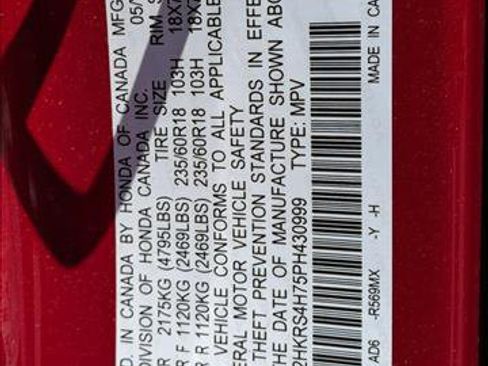 D. IN CANADA BY HONDA OF CANADA MFG
DIVISION OF HONDA CANADA INC. 05/
R 2175KG (4795LBS) TIRE SIZE RIM S
R F 1120KG (2469LBS) 235/60R18 103H 18X7
R R 1120KG (2469LBS) 235/60R18 103H 18X7
VEHICLE CONFORMS TO ALL APPLICABLE
ERAL MOTOR VEHICLE SAFETY
THEFT PREVENTION STANDARDS IN EFFE
THE DATE OF MANUFACTURE SHOWN ABO
2HKRS4H75PH430999 TYPE: MPV
AD6 -R569MX -Y -H MADE IN CA